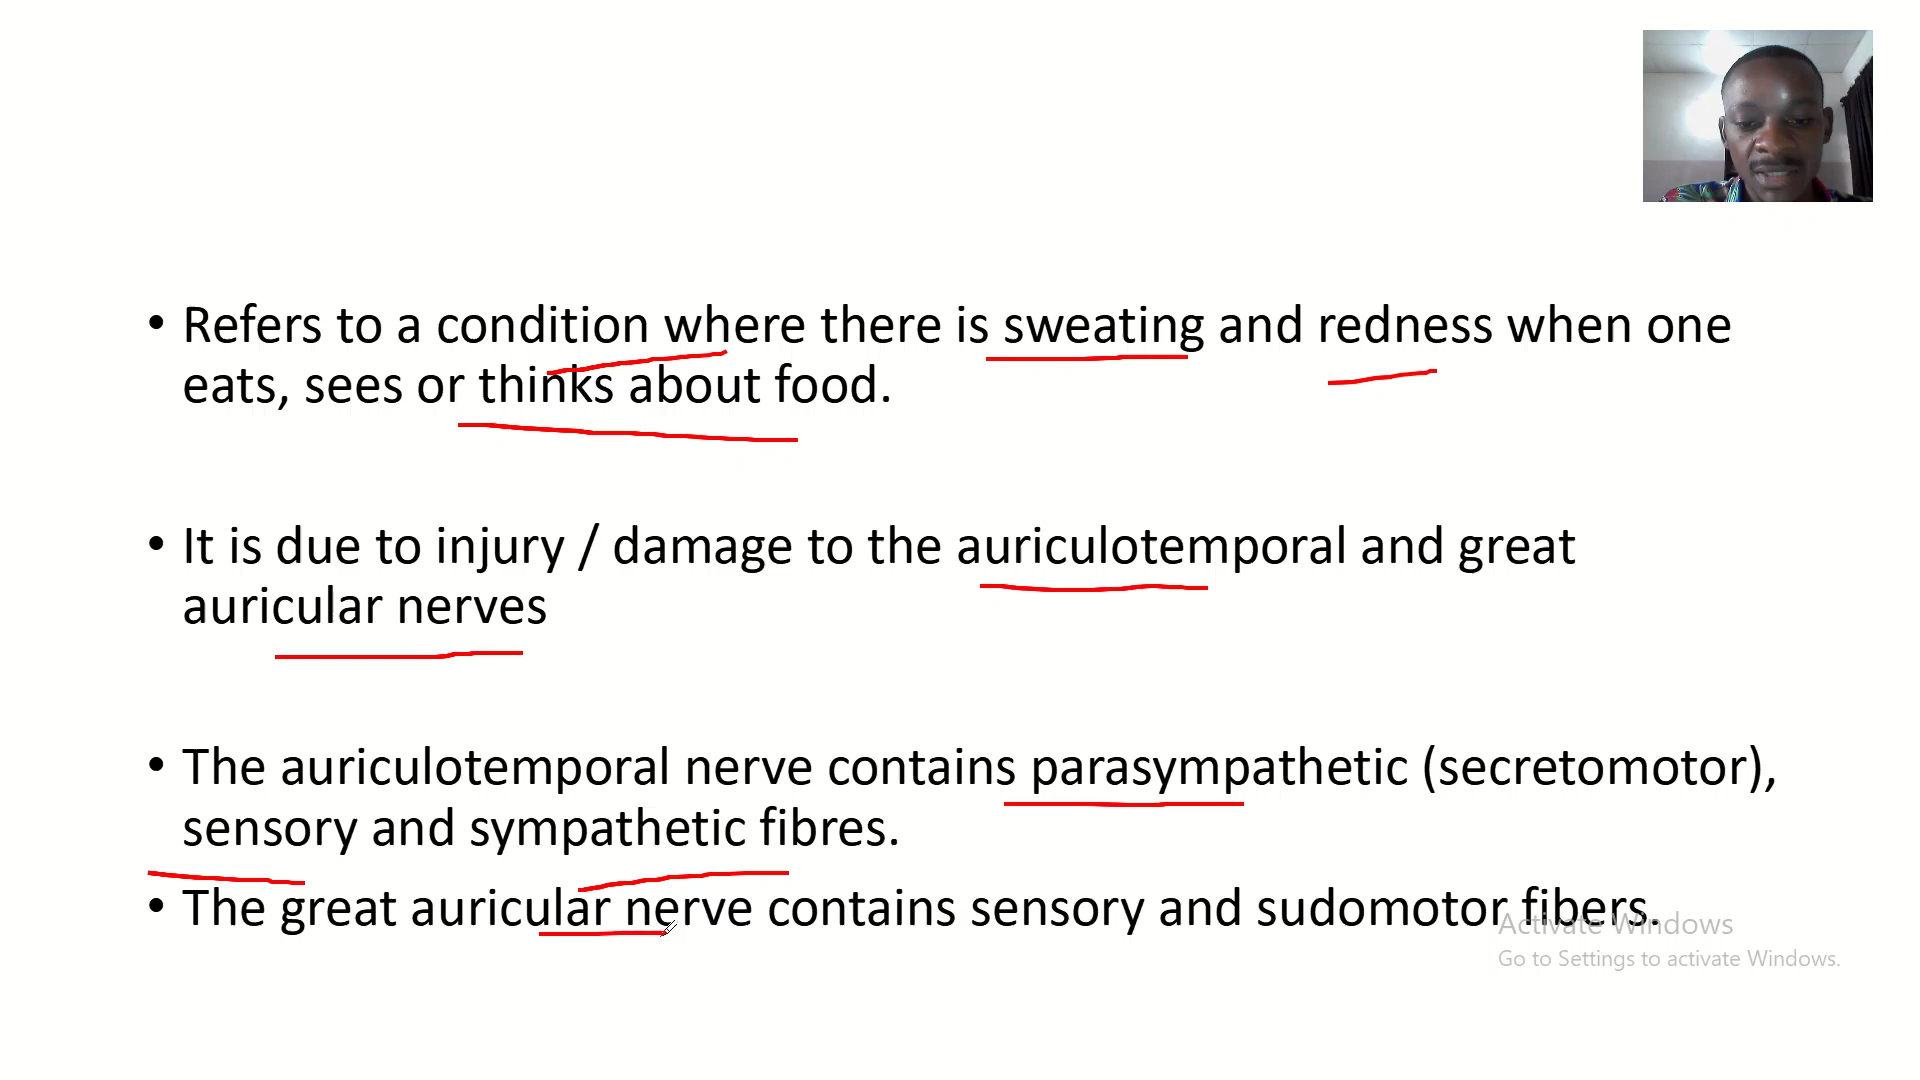 • Refers to a condition where there is sweating and redness when one
eats, sees or thinks about food.
• It is due to injury / damage to the auriculotemporal and great
auricular nerves
• The auriculotemporal nerve contains parasympathetic (secretomotor),
sensory and sympathetic fibres.
• The great auricular nerve contains sensory and sudomotor fibers.
Activate Windows
Go to Settings to activate Windows.